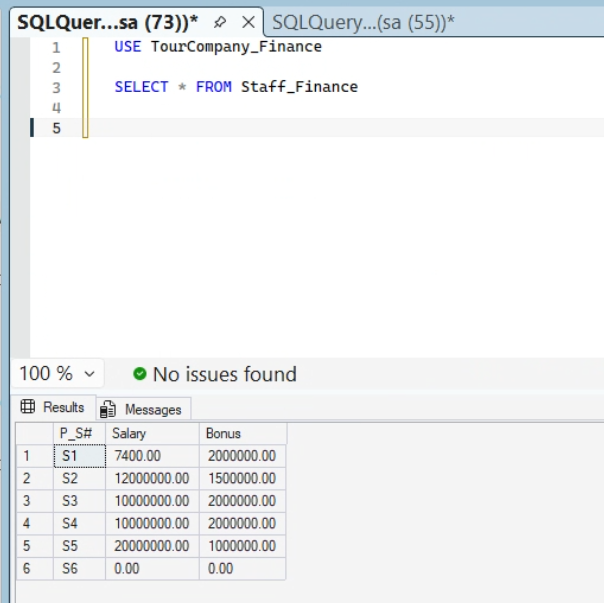 SQLQuer...sa (73))* SQLQuery...(sa (55))*
1 USE TourCompany_Finance
2
3 SELECT * FROM Staff_Finance
4
5
100 % No issues found
Results Messages
P_S# Salary Bonus
1 S1 7400.00 2000000.00
2 S2 12000000.00 1500000.00
3 S3 10000000.00 2000000.00
4 S4 10000000.00 2000000.00
5 S5 20000000.00 1000000.00
6 S6 0.00 0.00